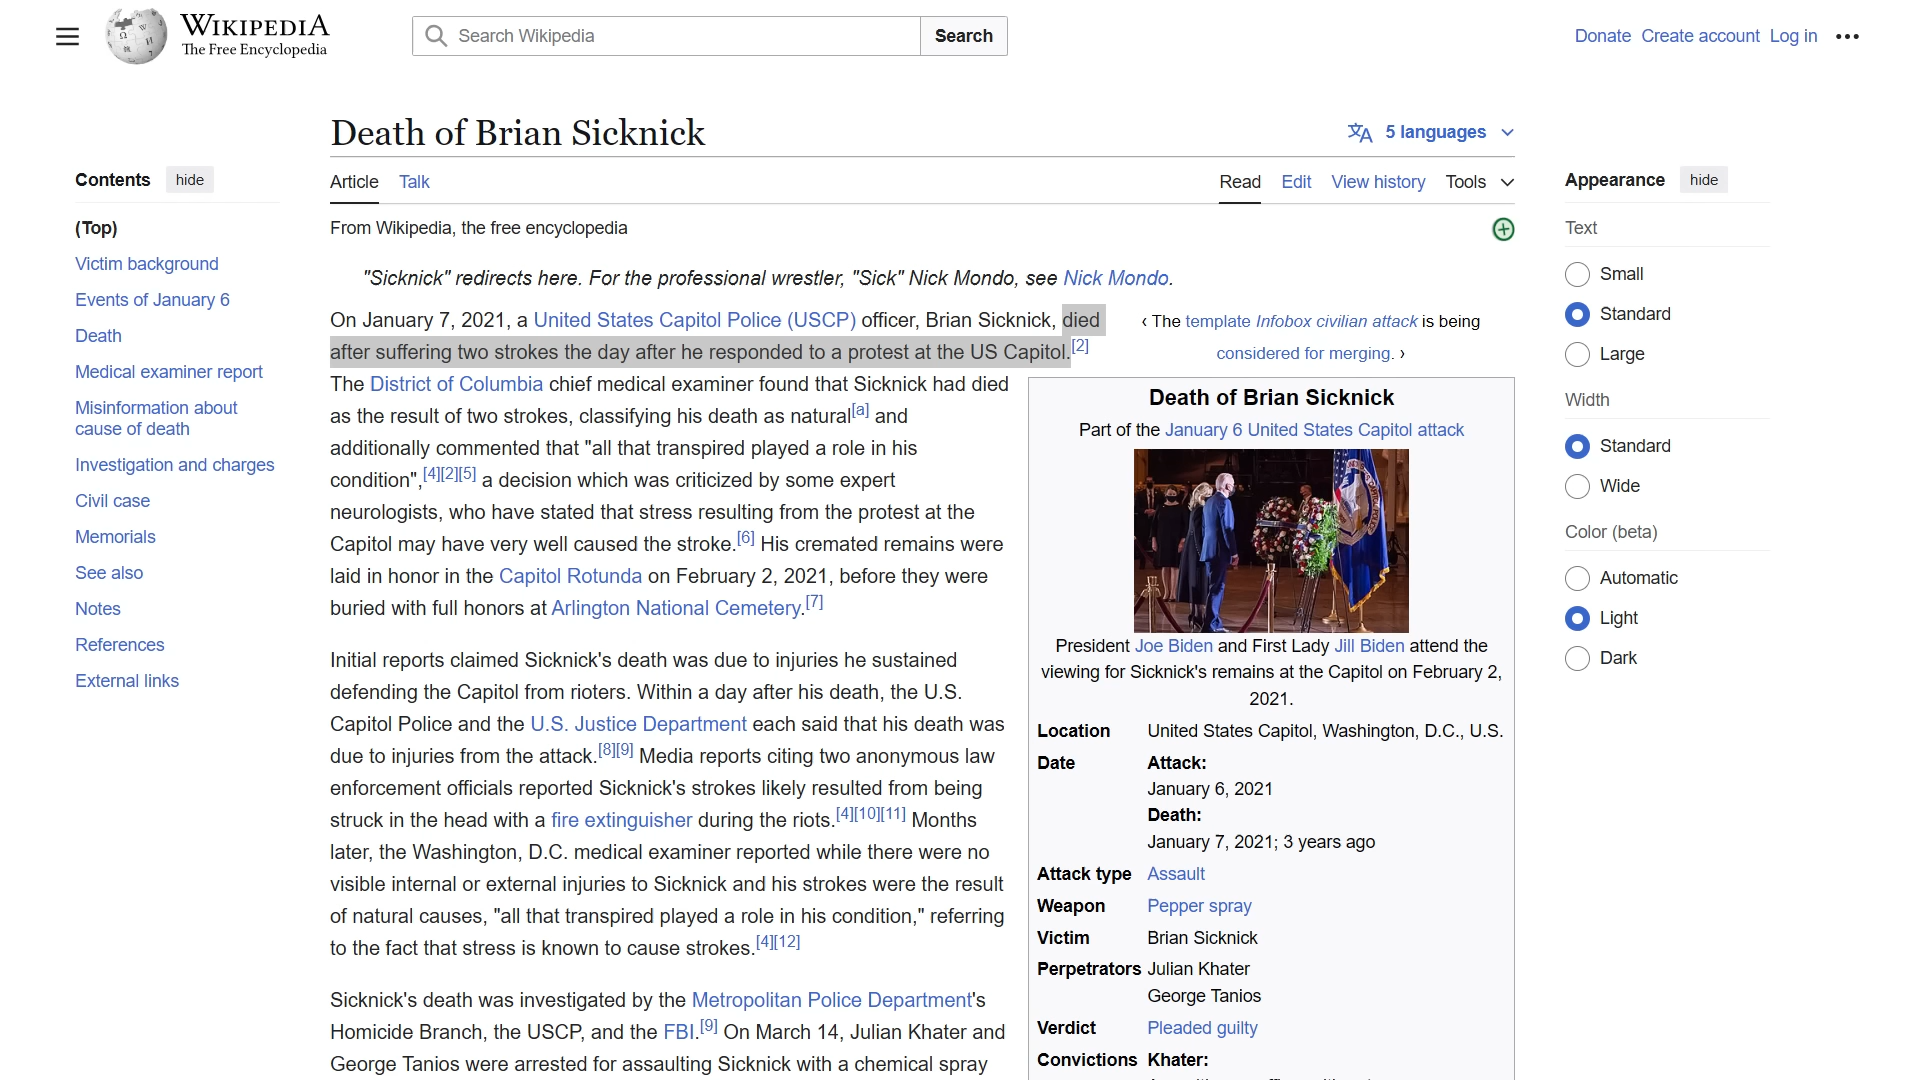 WIKIPEDIA
The Free Encyclopedia
Search Wikipedia
Search
Donate Create account Log in
Death of Brian Sicknick
5 languages
Contents hide
(Top)
Victim background
Events of January 6
Death
Medical examiner report
Misinformation about
cause of death
Investigation and charges
Civil case
Memorials
See also
Notes
References
External links
Article Talk
Read Edit View history Tools
From Wikipedia, the free encyclopedia
"Sicknick" redirects here. For the professional wrestler, "Sick" Nick Mondo, see Nick Mondo.
On January 7, 2021, a United States Capitol Police (USCP) officer, Brian Sicknick, died
after suffering two strokes the day after he responded to a protest at the US Capitol.[2]
The District of Columbia chief medical examiner found that Sicknick had died
as the result of two strokes, classifying his death as natural[a] and
additionally commented that "all that transpired played a role in his
condition",[4][2][5] a decision which was criticized by some expert
neurologists, who have stated that stress resulting from the protest at the
Capitol may have very well caused the stroke.[6] His cremated remains were
laid in honor in the Capitol Rotunda on February 2, 2021, before they were
buried with full honors at Arlington National Cemetery.[7]
Initial reports claimed Sicknick's death was due to injuries he sustained
defending the Capitol from rioters. Within a day after his death, the U.S.
Capitol Police and the U.S. Justice Department each said that his death was
due to injuries from the attack.[8][9] Media reports citing two anonymous law
enforcement officials reported Sicknick's strokes likely resulted from being
struck in the head with a fire extinguisher during the riots.[4][10][11] Months
later, the Washington, D.C. medical examiner reported while there were no
visible internal or external injuries to Sicknick and his strokes were the result
of natural causes, "all that transpired played a role in his condition," referring
to the fact that stress is known to cause strokes.[4][12]
Sicknick's death was investigated by the Metropolitan Police Department's
Homicide Branch, the USCP, and the FBI.[9] On March 14, Julian Khater and
George Tanios were arrested for assaulting Sicknick with a chemical spray
‹ The template Infobox civilian attack is being
considered for merging. ›
Death of Brian Sicknick
Part of the January 6 United States Capitol attack
President Joe Biden and First Lady Jill Biden attend the
viewing for Sicknick's remains at the Capitol on February 2,
2021.
Location United States Capitol, Washington, D.C., U.S.
Date Attack:
January 6, 2021
Death:
January 7, 2021; 3 years ago
Attack type Assault
Weapon Pepper spray
Victim Brian Sicknick
Perpetrators Julian Khater
George Tanios
Verdict Pleaded guilty
Convictions Khater:
Appearance hide
Text
Small
Standard
Large
Width
Standard
Wide
Color (beta)
Automatic
Light
Dark